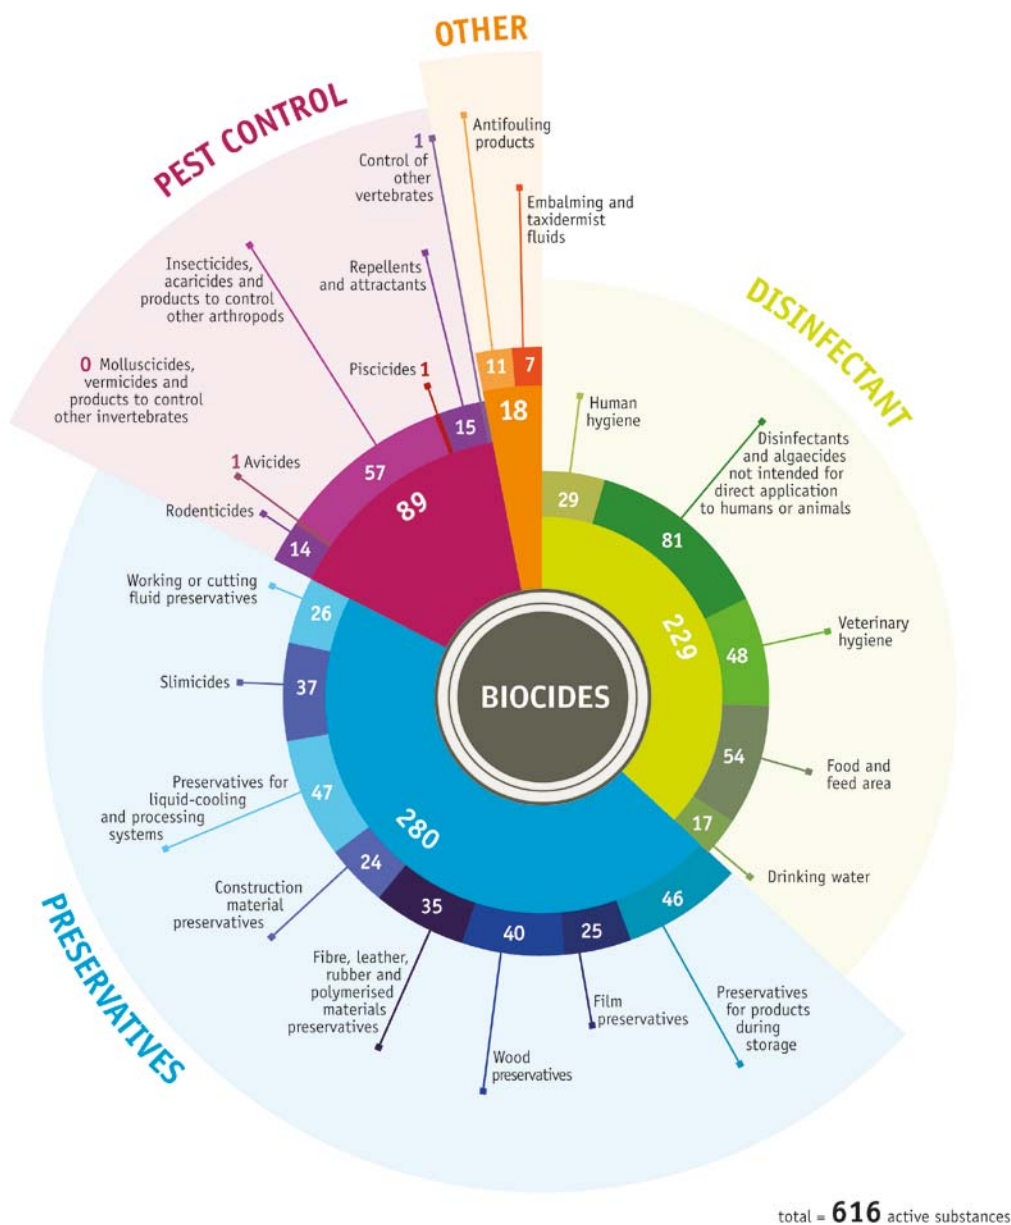 OTHER
Antifouling
products
11
Embalming and
taxidermist
fluids
7
18
PEST CONTROL
1
Control of
other
vertebrates
Repellents
and attractants
15
Piscicides 1
Insecticides,
acaricides and
products to control
other arthropods
57
0 Molluscicides,
vermicides and
products to control
other invertebrates
1 Avicides
Rodenticides
14
89
DISINFECTANT
Human
hygiene
29
Disinfectants
and algaecides
not intended for
direct application
to humans or animals
81
Veterinary
hygiene
48
Food and
feed area
54
Drinking water
17
229
BIOCIDES
PRESERVATIVES
Working or cutting
fluid preservatives
26
Slimicides
37
Preservatives for
liquid-cooling
and processing
systems
47
Construction
material
preservatives
24
Fibre, leather,
rubber and
polymerised
materials
preservatives
35
Wood
preservatives
40
Film
preservatives
25
Preservatives
for products
during
storage
46
280
total = 616 active substances